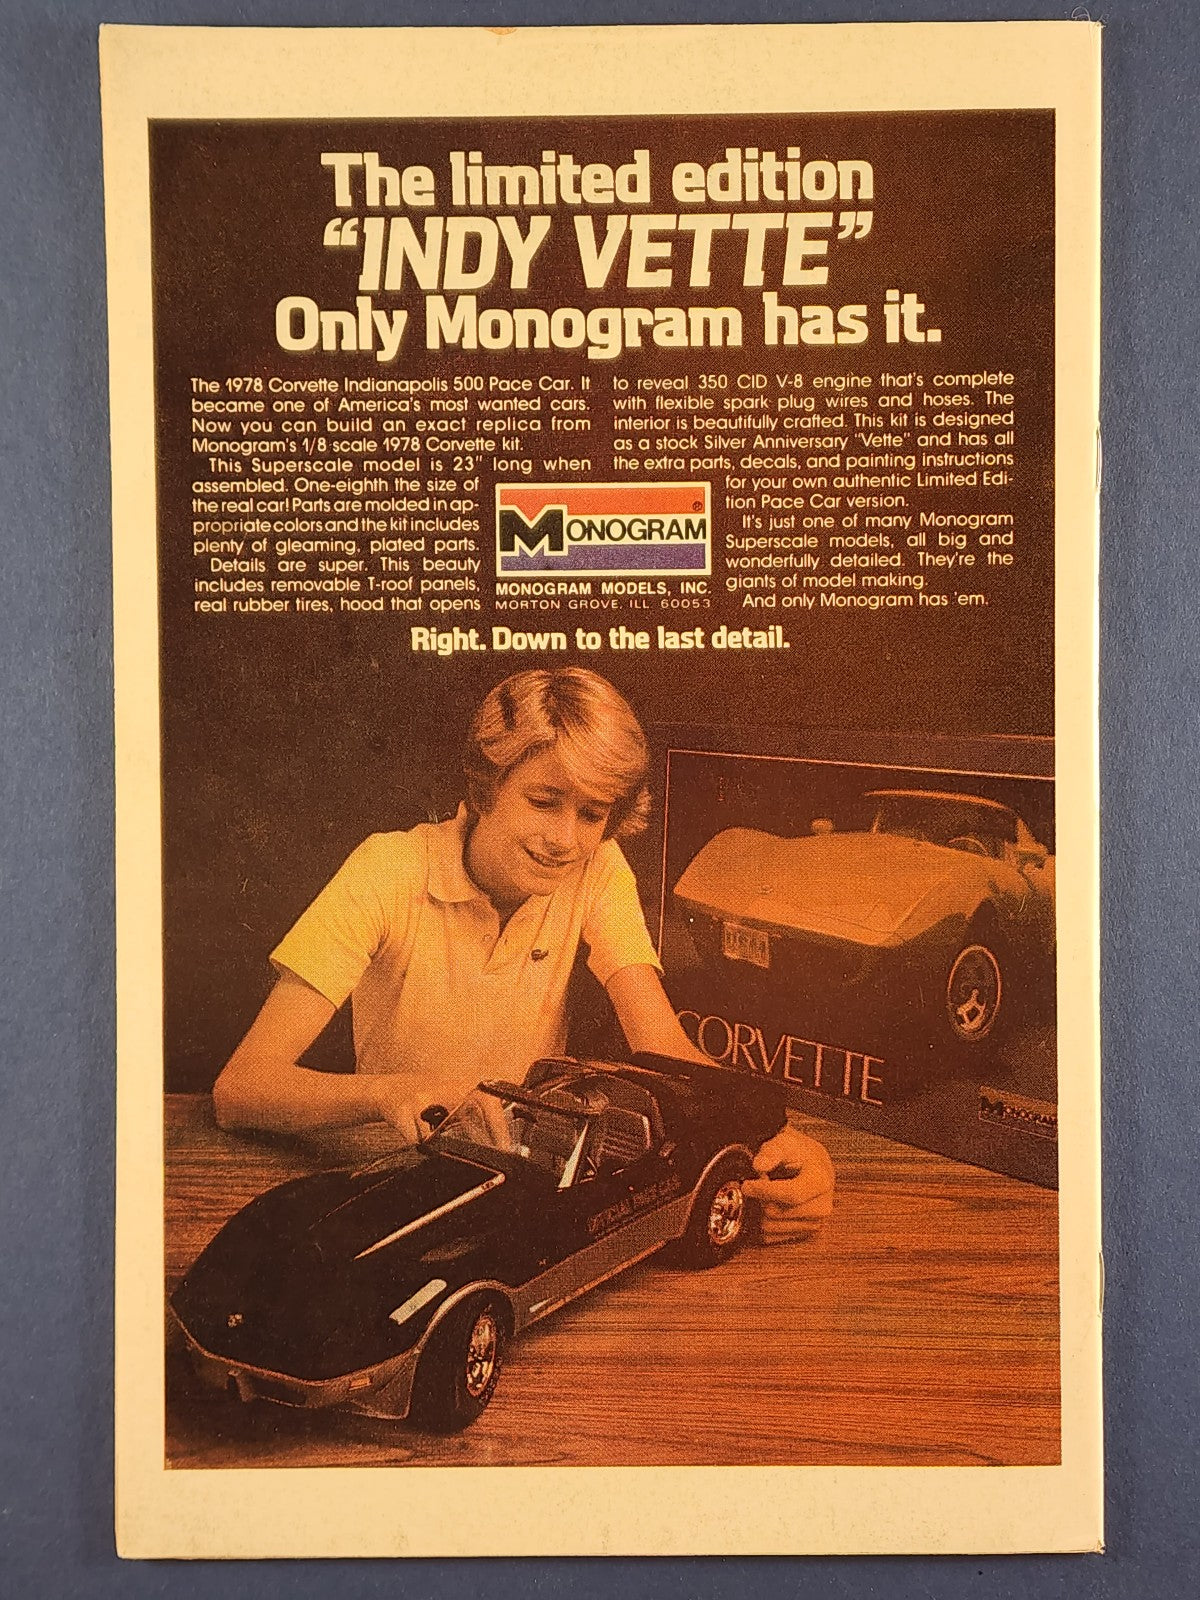 The limited edition
“INDY VETTE”
Only Monogram has it.
The 1978 Corvette Indianapolis 500 Pace Car. It
became one of America's most wanted cars.
Now you can build an exact replica from
Monogram's 1/8 scale 1978 Corvette kit.
This Superscale model is 23" long when
assembled. One-eighth the size of
the real car! Parts are molded in ap-
propriate colors and the kit includes
plenty of gleaming, plated parts.
Details are super. This beauty
includes removable T-roof panels,
real rubber tires, hood that opens
to reveal 350 CID V-8 engine that's complete
with flexible spark plug wires and hoses. The
interior is beautifully crafted. This kit is designed
as a stock Silver Anniversary "Vette" and has all
the extra parts, decals, and painting instructions
for your own authentic Limited Edi-
tion Pace Car version.
It's just one of many Monogram
Superscale models, all big and
wonderfully detailed. They're the
giants of model making.
And only Monogram has 'em.
MONOGRAM ®
MONOGRAM MODELS, INC.
MORTON GROVE, ILL. 60053
Right. Down to the last detail.
CORVETTE
MONOGRAM